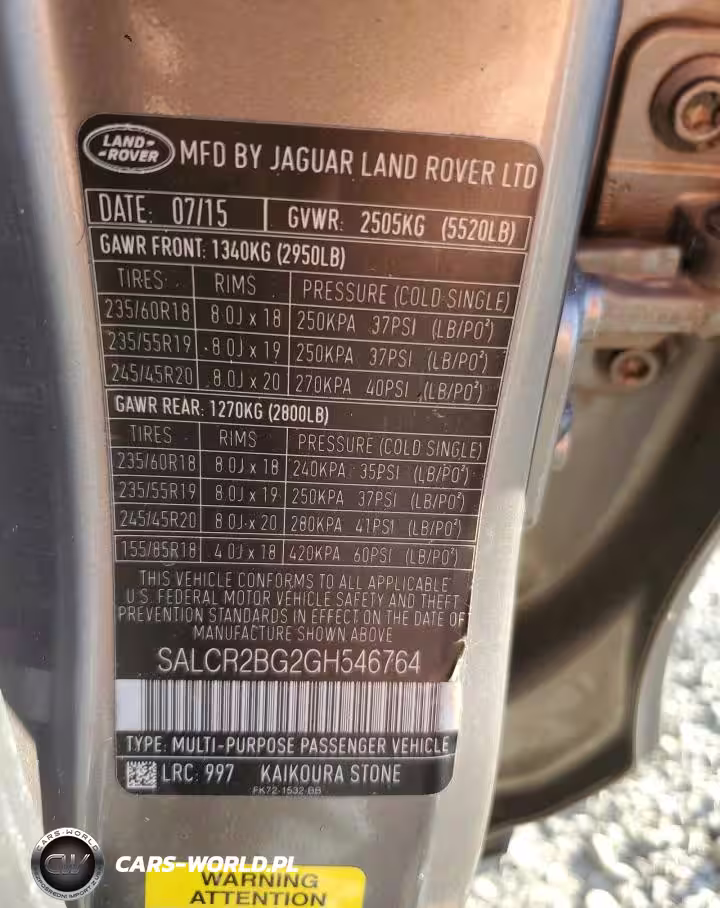 LAND-
-ROVER
MFD BY JAGUAR LAND ROVER LTD
DATE: 07/15 GVWR: 2505KG (5520LB)
GAWR FRONT: 1340KG (2950LB)
TIRES RIMS PRESSURE (COLD SINGLE)
235/60R18 8.0J x 18 250KPA 37PSI (LB/PO²)
235/55R19 8.0J x 19 250KPA 37PSI (LB/PO²)
245/45R20 8.0J x 20 270KPA 40PSI (LB/PO²)
GAWR REAR: 1270KG (2800LB)
TIRES RIMS PRESSURE (COLD SINGLE)
235/60R18 8.0J x 18 240KPA 35PSI (LB/PO²)
235/55R19 8.0J x 19 250KPA 37PSI (LB/PO²)
245/45R20 8.0J x 20 280KPA 41PSI (LB/PO²)
155/85R18 4.0J x 18 420KPA 60PSI (LB/PO²)
THIS VEHICLE CONFORMS TO ALL APPLICABLE
U.S. FEDERAL MOTOR VEHICLE SAFETY AND THEFT
PREVENTION STANDARDS IN EFFECT ON THE DATE OF
MANUFACTURE SHOWN ABOVE
SALCR2BG2GH546764
TYPE: MULTI-PURPOSE PASSENGER VEHICLE
LRC: 997 KAIKOURA STONE
FK72-1532-BB
CARS-WORLD
CW
CARS-WORLD.PL
WARNING
ATTENTION